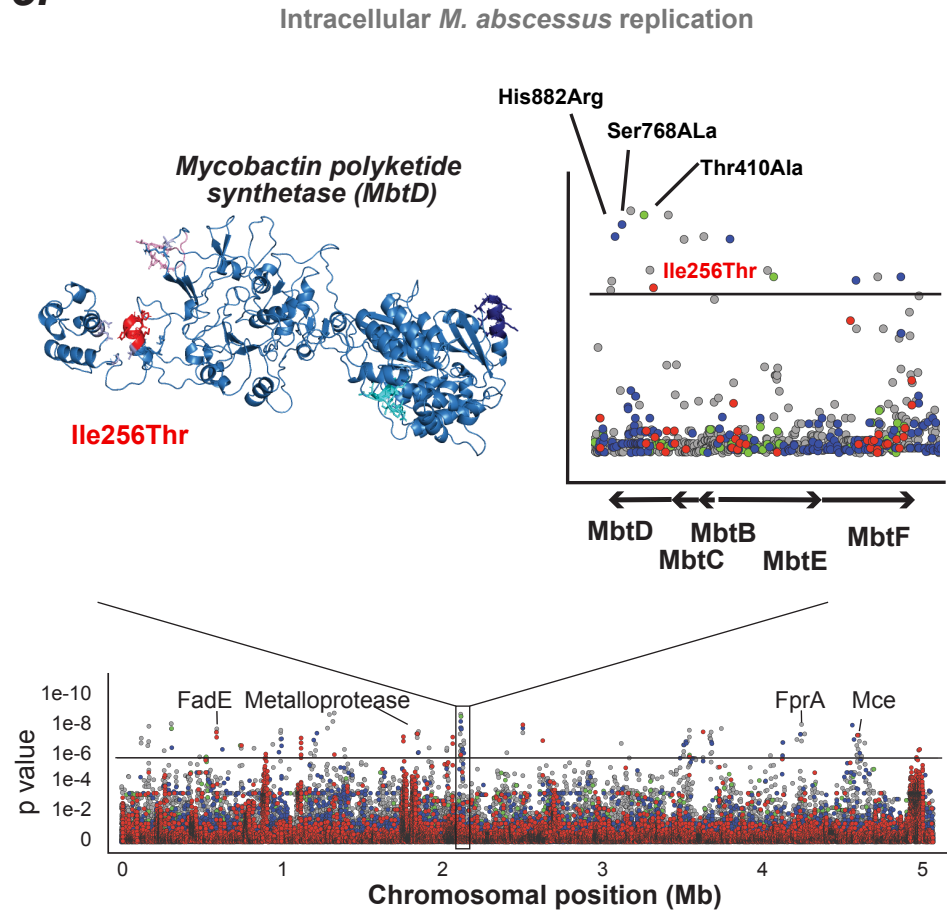 Intracellular M. abscessus replication
His882Arg
Ser768ALa
Thr410Ala
Mycobactin polyketide
synthetase (MbtD)
Ile256Thr
Ile256Thr
MbtD
MbtC
MbtB
MbtE
MbtF
1e-10
1e-8
1e-6
1e-4
1e-2
0
p value
FadE
Metalloprotease
FprA
Mce
0 1 2 3 4 5
Chromosomal position (Mb)